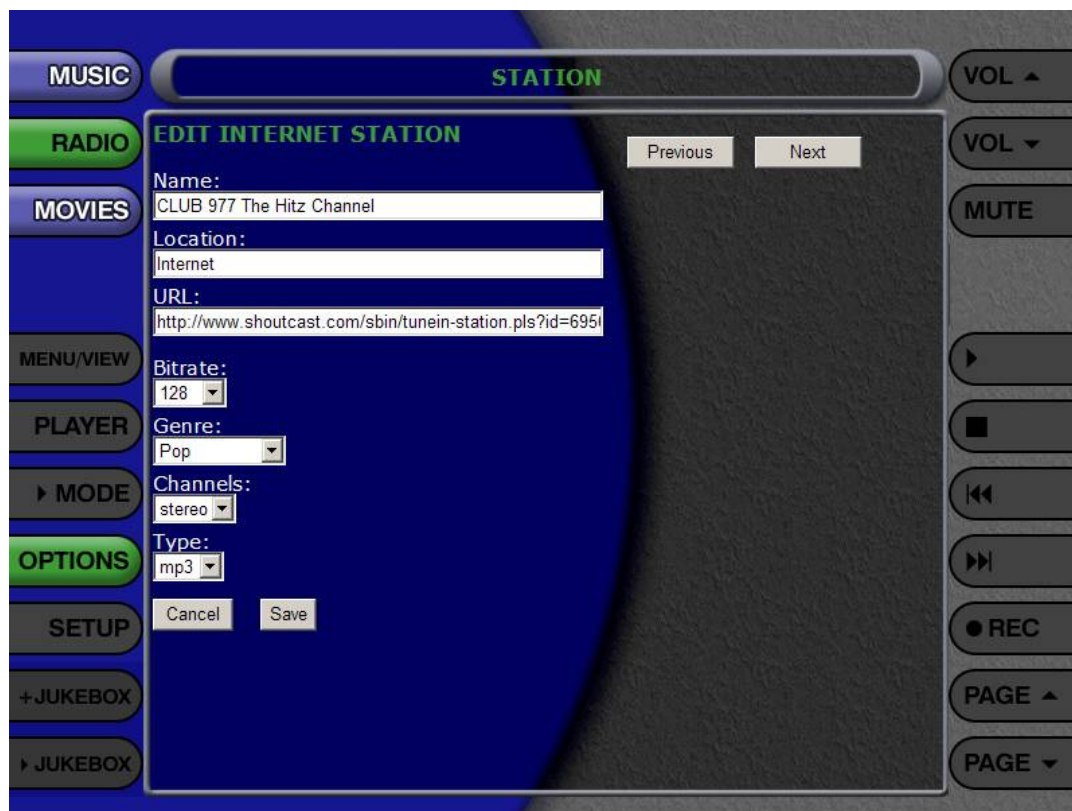 STATION
MUSIC
RADIO
MOVIES
MENU/VIEW
PLAYER
MODE
OPTIONS
SETUP
+JUKEBOX
JUKEBOX
EDIT INTERNET STATION
Previous Next
Name:
CLUB 977 The Hitz Channel
Location:
Internet
URL:
http://www.shoutcast.com/sbin/tunein-station.pls?id=695
Bitrate:
128
Genre:
Pop
Channels:
stereo
Type:
mp3
Cancel Save
VOL
VOL
MUTE
REC
PAGE
PAGE